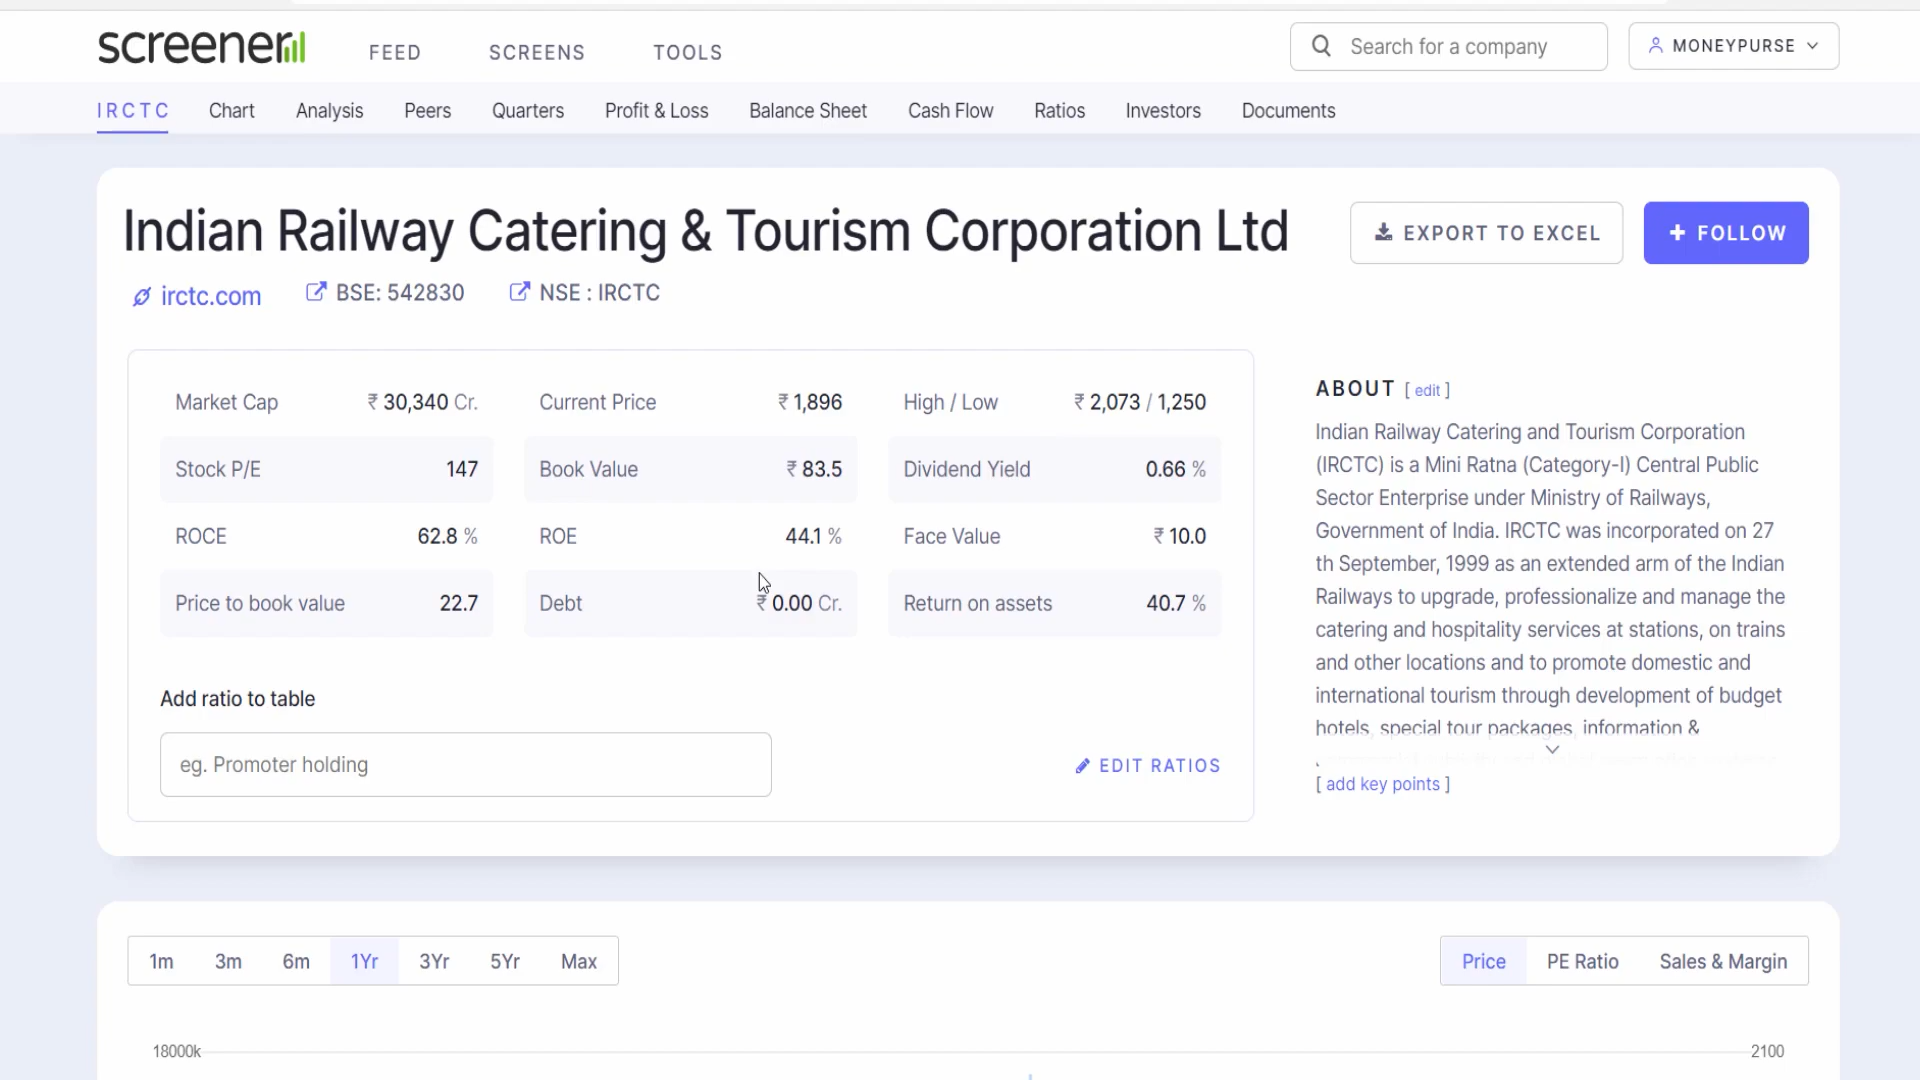 screener
FEED
SCREENS
TOOLS
Search for a company
MONEYPURSE
IRCTC
Chart
Analysis
Peers
Quarters
Profit & Loss
Balance Sheet
Cash Flow
Ratios
Investors
Documents
Indian Railway Catering & Tourism Corporation Ltd
EXPORT TO EXCEL
+ FOLLOW
irctc.com
BSE: 542830
NSE : IRCTC
Market Cap ₹ 30,340 Cr.
Current Price ₹ 1,896
High / Low ₹ 2,073 / 1,250
Stock P/E 147
Book Value ₹ 83.5
Dividend Yield 0.66 %
ROCE 62.8 %
ROE 44.1 %
Face Value ₹ 10.0
Price to book value 22.7
Debt ₹ 0.00 Cr.
Return on assets 40.7 %
Add ratio to table
eg. Promoter holding
EDIT RATIOS
ABOUT [ edit ]
Indian Railway Catering and Tourism Corporation
(IRCTC) is a Mini Ratna (Category-I) Central Public
Sector Enterprise under Ministry of Railways,
Government of India. IRCTC was incorporated on 27
th September, 1999 as an extended arm of the Indian
Railways to upgrade, professionalize and manage the
catering and hospitality services at stations, on trains
and other locations and to promote domestic and
international tourism through development of budget
hotels, special tour packages, information &
[ add key points ]
1m
3m
6m
1Yr
3Yr
5Yr
Max
Price
PE Ratio
Sales & Margin
18000k
2100